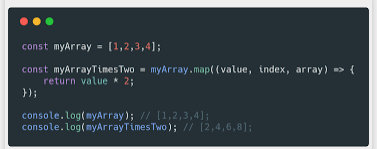 const myArray = [1,2,3,4];
const myArrayTimesTwo = myArray.map((value, index, array) => {
return value * 2;
});
console.log(myArray); // [1,2,3,4];
console.log(myArrayTimesTwo); // [2,4,6,8];